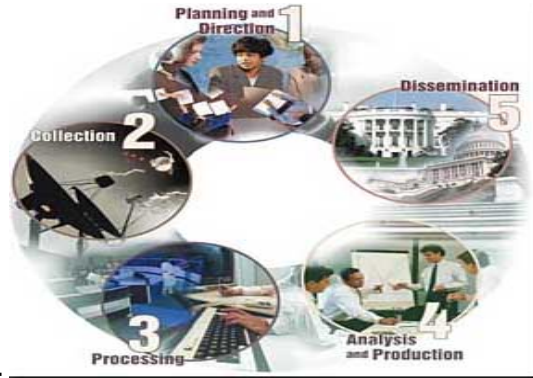 Planning and
Direction 1
Collection 2
3
Processing
4
Analysis
and Production
Dissemination
5